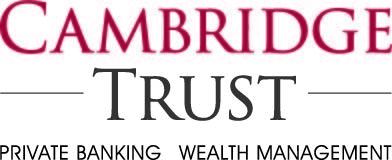 CAMBRIDGE
TRUST
PRIVATE BANKING WEALTH MANAGEMENT